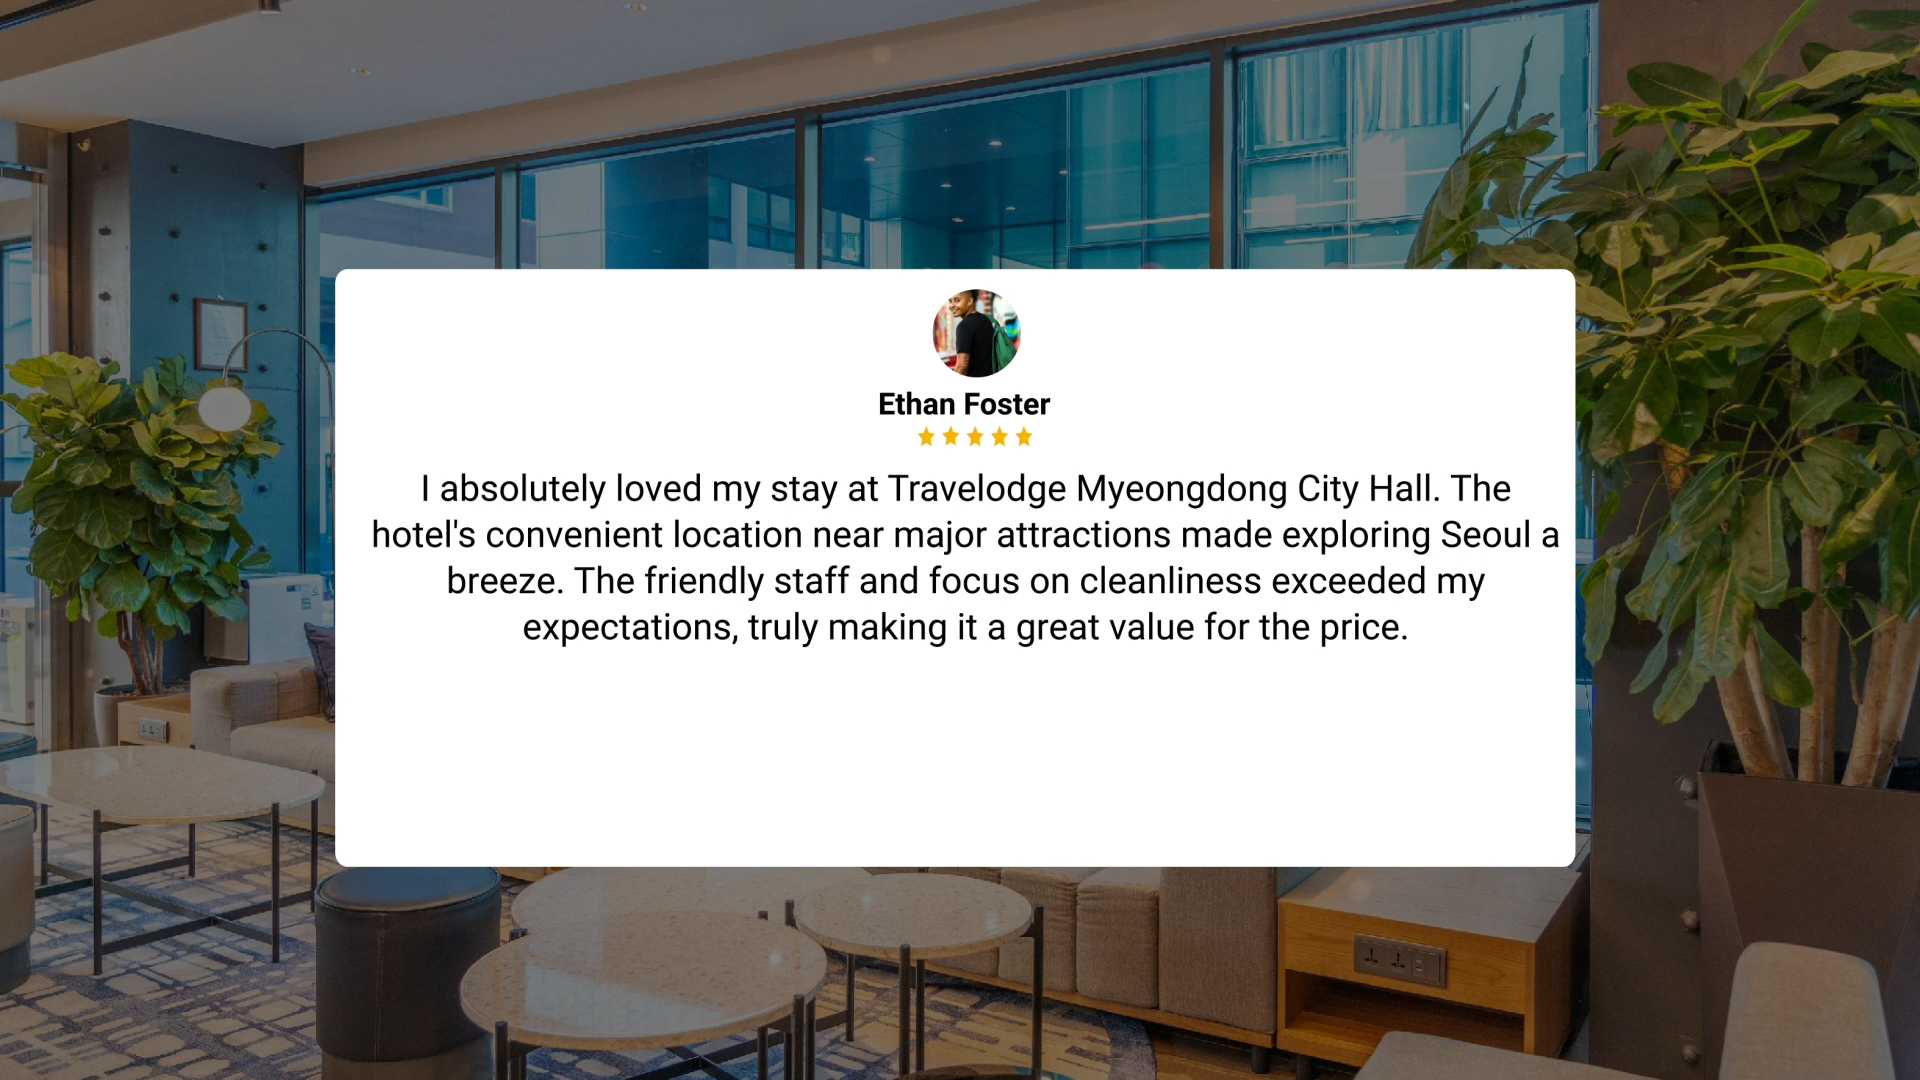 Ethan Foster
I absolutely loved my stay at Travelodge Myeongdong City Hall. The
hotel's convenient location near major attractions made exploring Seoul a
breeze. The friendly staff and focus on cleanliness exceeded my
expectations, truly making it a great value for the price.